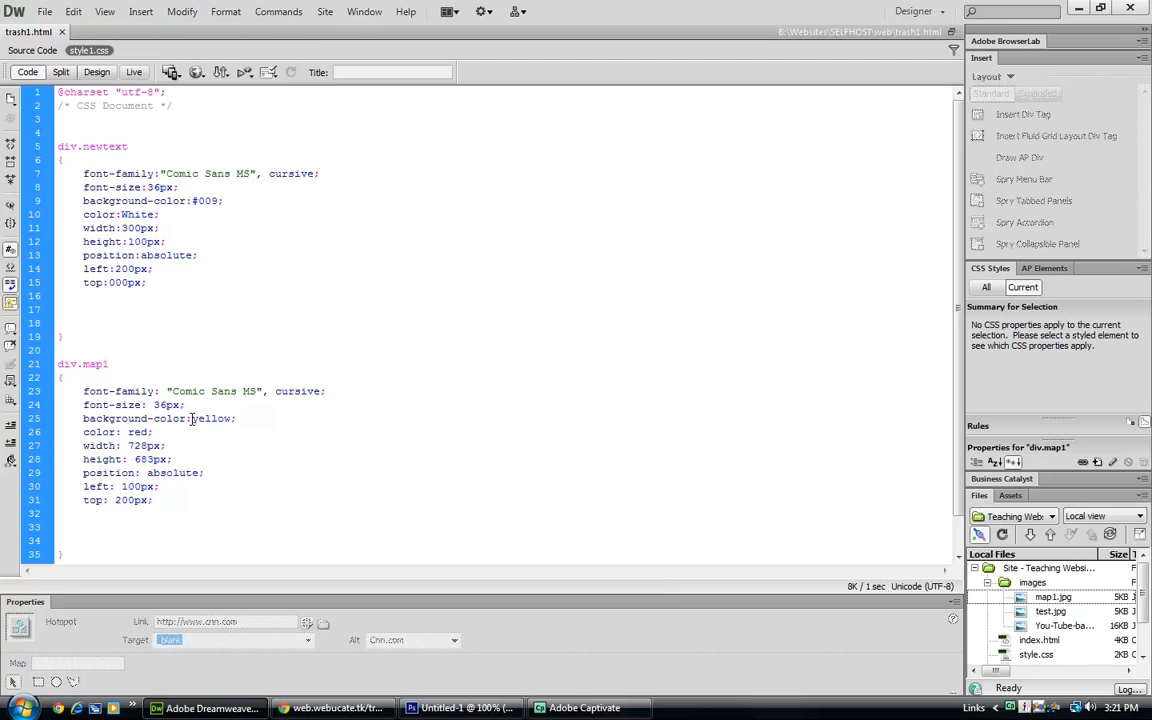 Dw File Edit View Insert Modify Format Commands Site Window Help Designer
trash1.html × B:\Websites\SELFHOST\web\trash1.html
Source Code style1.css
Code Split Design Live Title:
1 @charset "utf-8";
2 /* CSS Document */
3
4
5 div.newtext
6 {
7 font-family:"Comic Sans MS", cursive;
8 font-size:36px;
9 background-color:#009;
10 color:White;
11 width:300px;
12 height:100px;
13 position:absolute;
14 left:200px;
15 top:000px;
16
17
18
19 }
20
21 div.map1
22 {
23 font-family: "Comic Sans MS", cursive;
24 font-size: 36px;
25 background-color:yellow;
26 color: red;
27 width: 728px;
28 height: 683px;
29 position: absolute;
30 left: 100px;
31 top: 200px;
32
33
34
35 }
8K / 1 sec Unicode (UTF-8)
Properties
Hotspot Link http://www.cnn.com
Target Alt Cnn.com
Map
Adobe BrowserLab
Insert
Layout
Standard Expanded
Insert Div Tag
Insert Fluid Grid Layout Div Tag
Draw AP Div
Spry Menu Bar
Spry Tabbed Panels
Spry Accordion
Spry Collapsible Panel
CSS Styles AP Elements
All Current
Summary for Selection
No CSS properties apply to the current
selection. Please select a styled element to
see which CSS properties apply.
Rules
Properties for "div.map1"
Business Catalyst
Files Assets
Teaching Web: Local view
Local Files Size
Site - Teaching Websi... F
images F
map1.jpg 5KB J
test.jpg 5KB J
You-Tube-ba... 16KB J
index.html 4KB C
style.css 2KB C
Ready Log...
Adobe Dreamweave... web.webucate.tk/tr... Untitled-1 @ 100% (... Adobe Captivate Links 3:21 PM